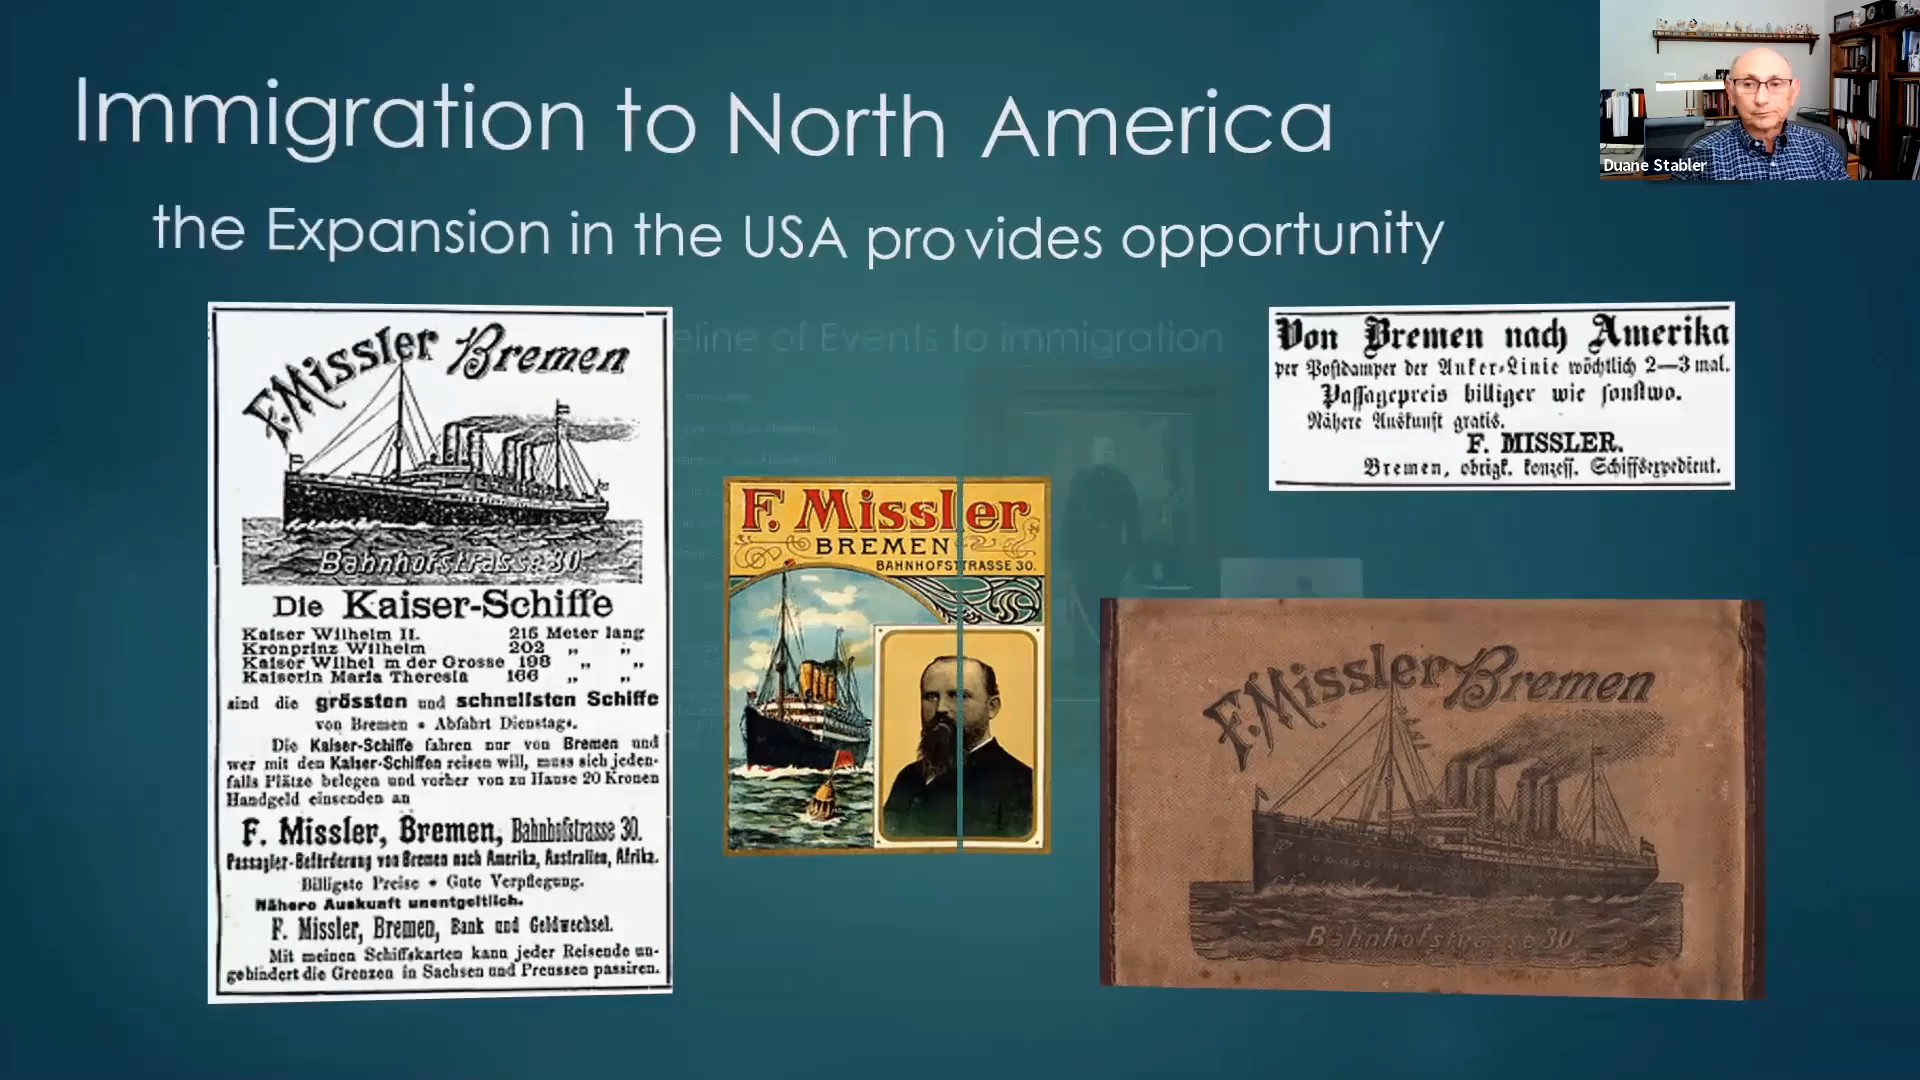 Immigration to North America
the Expansion in the USA provides opportunity
Duane Stabler
F. Missler Bremen
Bahnhofstrasse 30
Die Kaiser-Schiffe
Kaiser Wilhelm II. 215 Meter lang
Kronprinz Wilhelm 202 „ „
Kaiser Wilhelm der Grosse 198 „ „
Kaiserin Maria Theresia 166 „ „
sind die grössten und schnellsten Schiffe
von Bremen • Abfahrt Dienstags.
Die Kaiser-Schiffe fahren nur von Bremen und
wer mit den Kaiser-Schiffen reisen will, muss sich jeden-
falls Plätze belegen und vorher von zu Hause 20 Kronen
Handgeld einsenden an
F. Missler, Bremen, Bahnhofstrasse 30.
Passagier-Beförderung von Bremen nach Amerika, Australien, Afrika.
Billigste Preise • Gute Verpflegung.
Nähere Auskunft unentgeltlich.
F. Missler, Bremen, Bank und Geldwechsel.
Mit meinen Schiffskarten kann jeder Reisende un-
gehindert die Grenzen in Sachsen und Preussen passiren.
eline of Events to immigration
F. Missler
BREMEN
BAHNHOFSTRASSE 30.
Von Bremen nach Amerika
per Postdampfer der Anker-Linie wöchtlich 2—3 mal.
Passagepreis billiger wie sonstwo.
Nähere Auskunft gratis.
F. MISSLER.
Bremen, obrigk. konzess. Schiffsexpedient.
F. Missler Bremen
Bahnhofstrasse 30